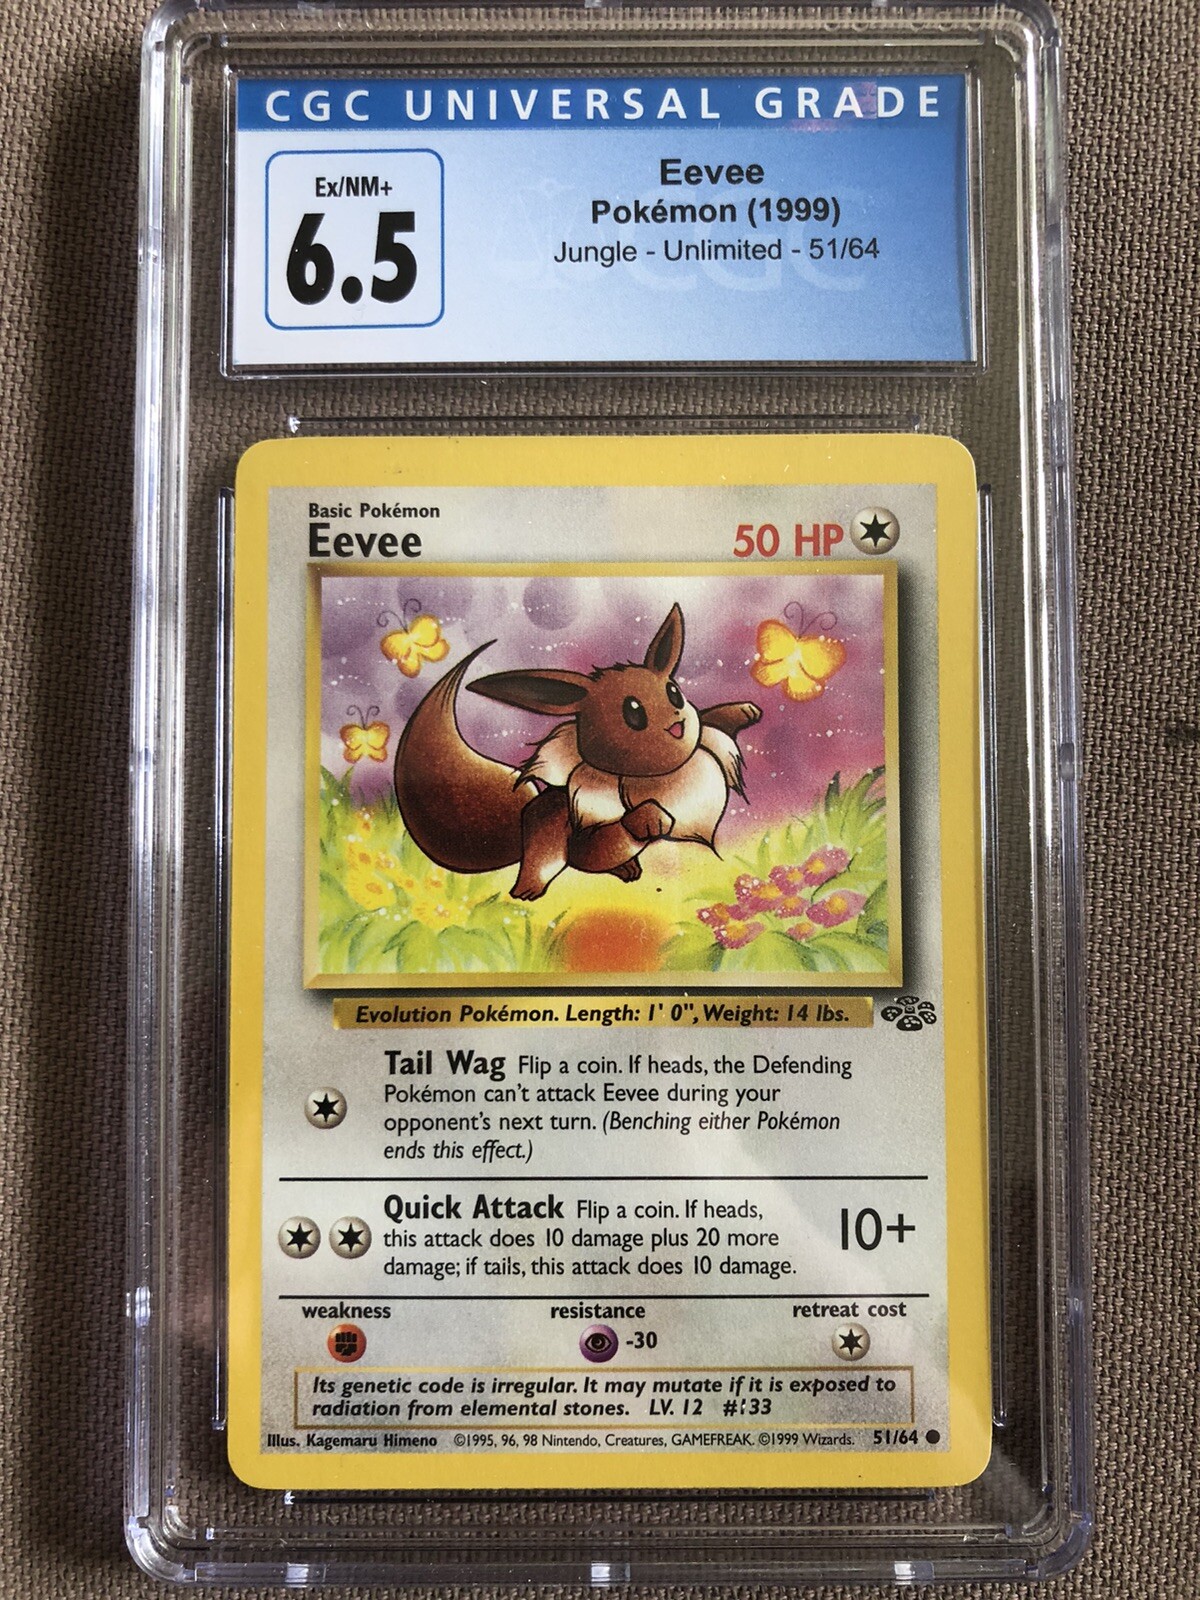 CGC UNIVERSAL GRADE
Ex/NM+
6.5
Eevee
Pokémon (1999)
Jungle - Unlimited - 51/64
Basic Pokémon
Eevee
50 HP
Evolution Pokémon. Length: 1' 0", Weight: 14 lbs.
Tail Wag Flip a coin. If heads, the Defending
Pokémon can't attack Eevee during your
opponent's next turn. (Benching either Pokémon
ends this effect.)
Quick Attack Flip a coin. If heads,
this attack does 10 damage plus 20 more
damage; if tails, this attack does 10 damage.
10+
weakness resistance retreat cost
-30
Its genetic code is irregular. It may mutate if it is exposed to
radiation from elemental stones. LV. 12 #133
Illus. Kagemaru Himeno ©1995, 96, 98 Nintendo, Creatures, GAMEFREAK. ©1999 Wizards. 51/64